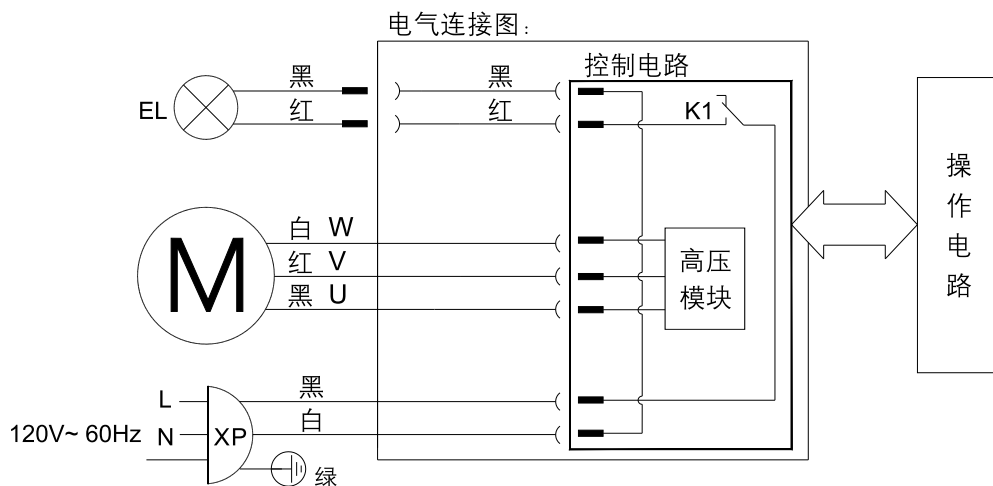 电气连接图:
控制电路
黑
黑
EL
红
红
K1
操作电路
白 W
红 V
M
高压
模块
黑 U
L
黑
120V~ 60Hz
N
XP
白
绿